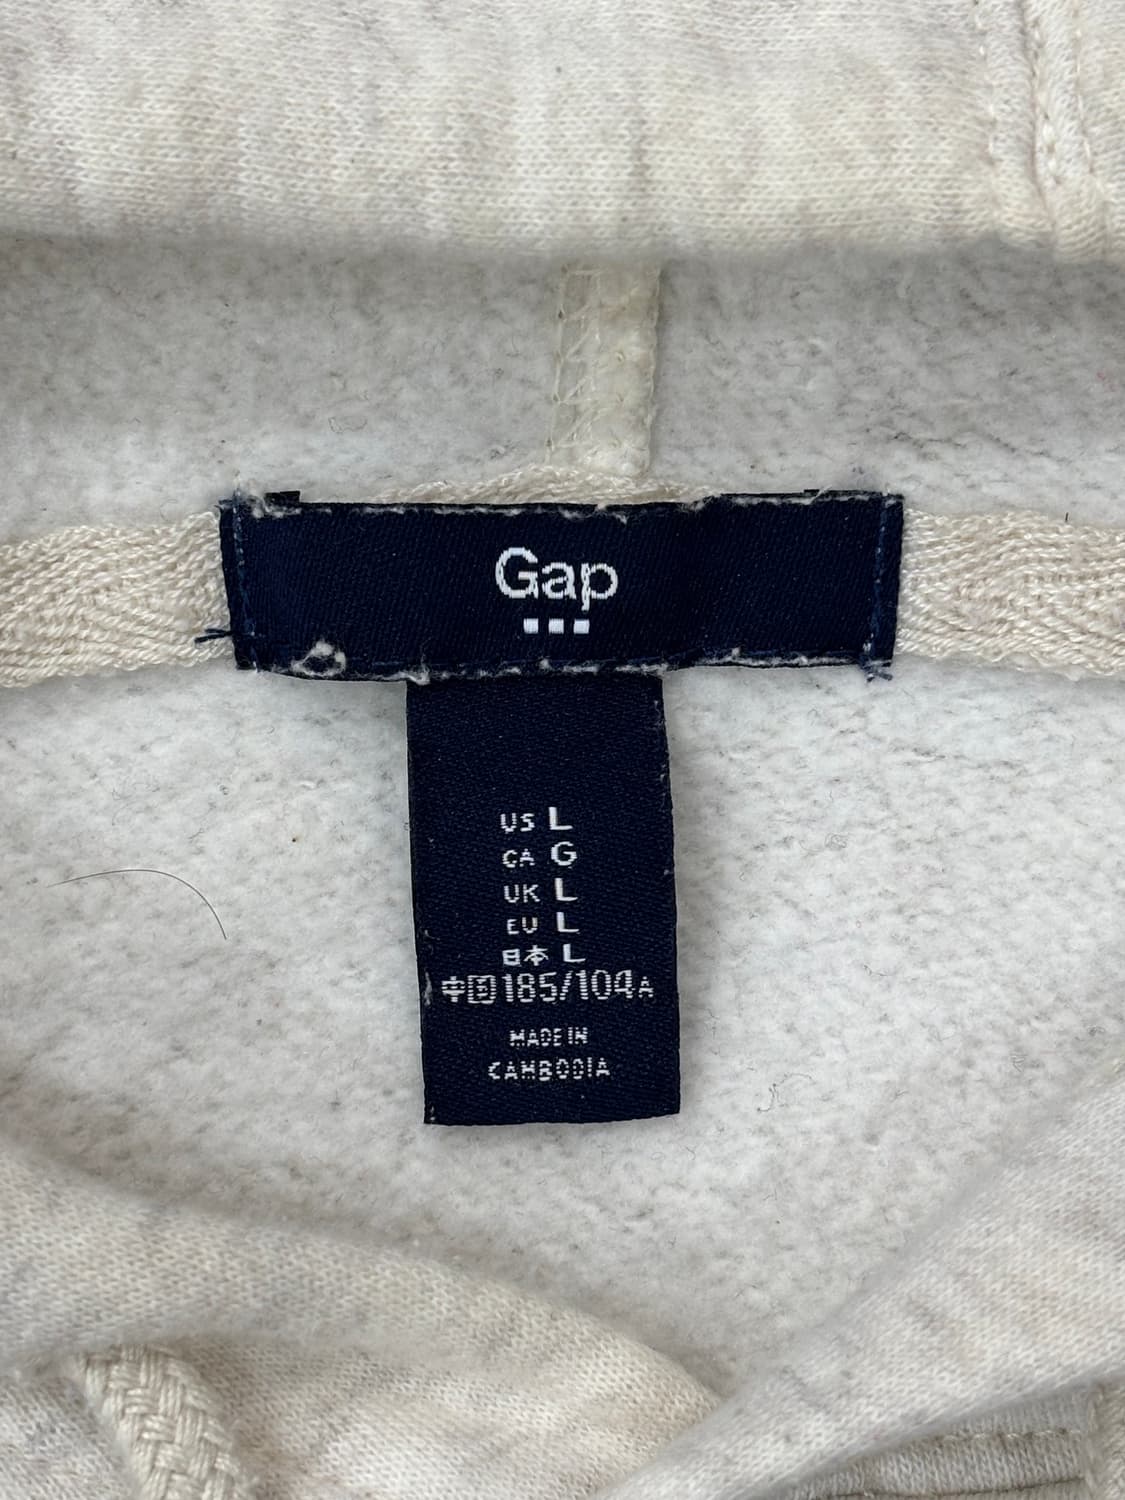 Gap
US L
CA G
UK L
EU L
日本 L
中国 185/104A
MADE IN
CAMBODIA